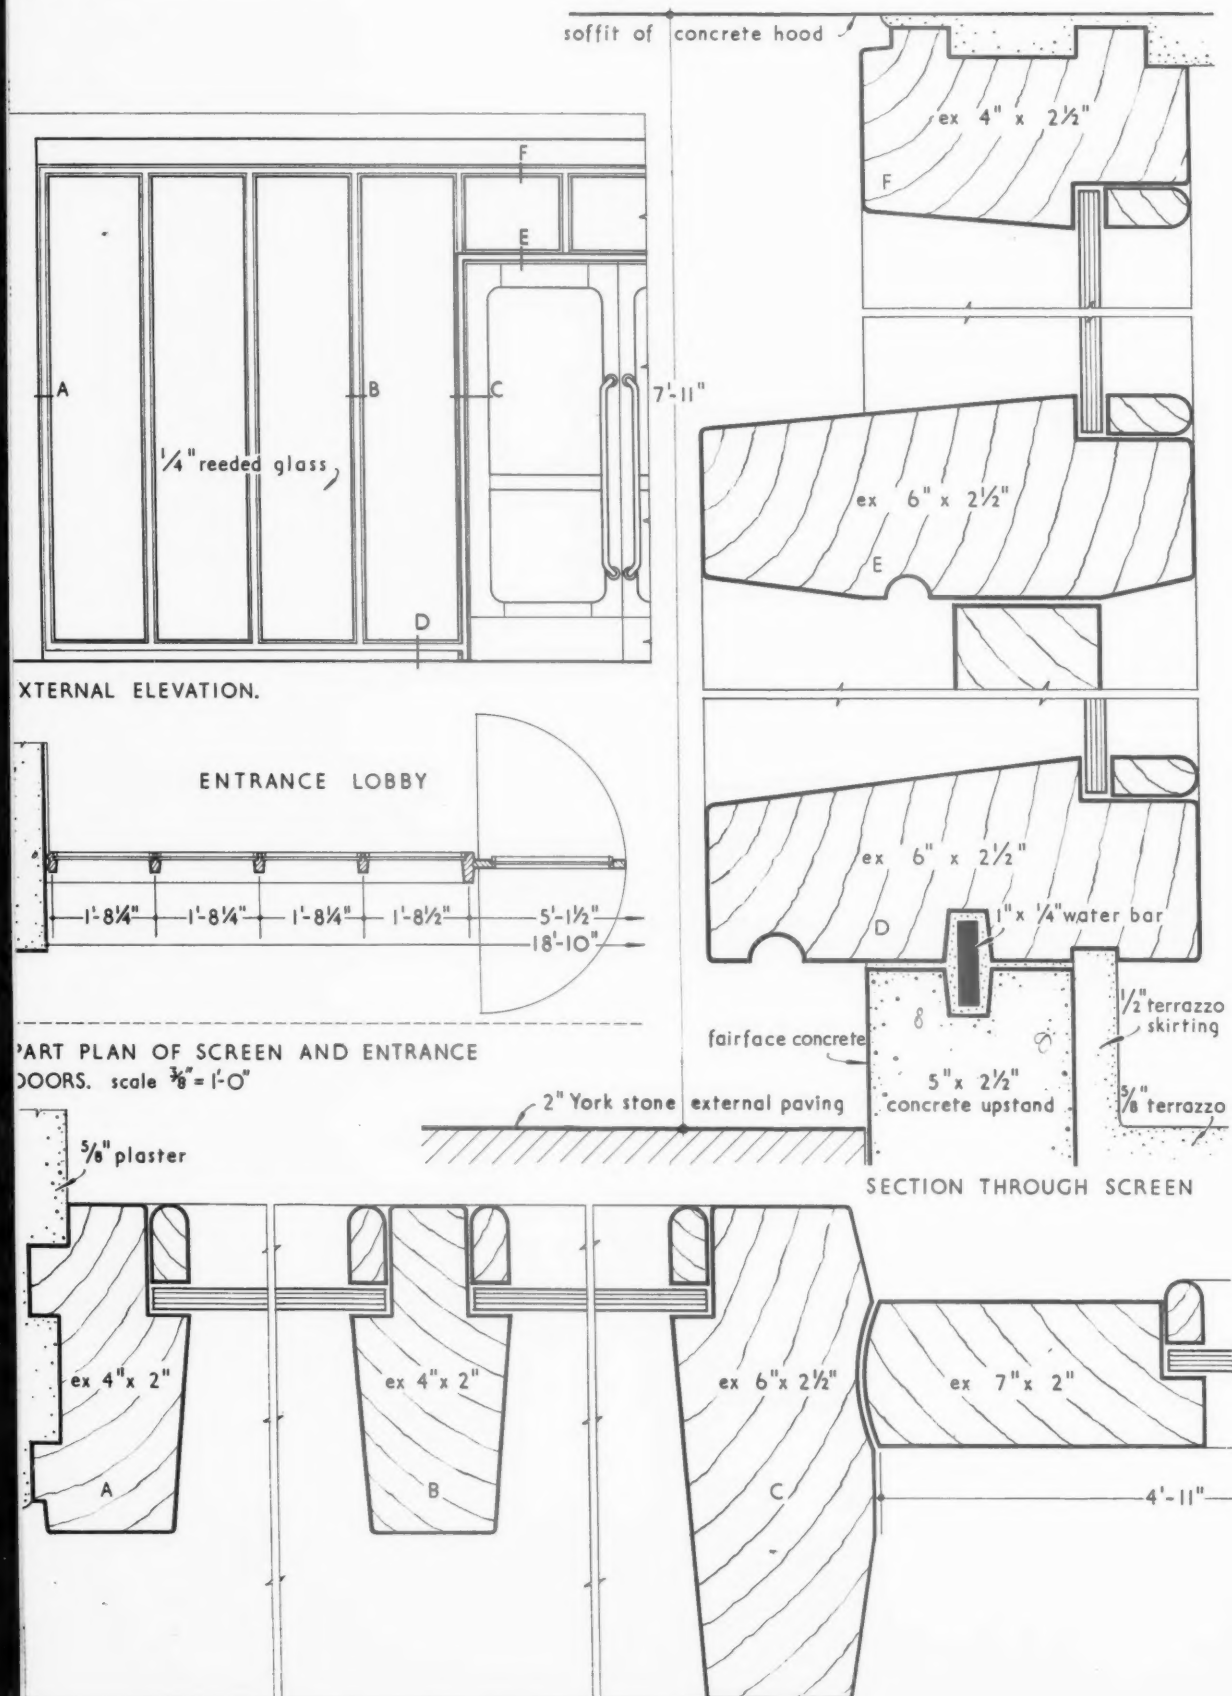 soffit of concrete hood
ex 4" x 2½"
F
F
E
A
B
C
D
¼" reeded glass
7'-11"
ex 6" x 2½"
E
XTERNAL ELEVATION.
ENTRANCE LOBBY
1'-8¼" 1'-8¼" 1'-8¼" 1'-8½" 5'-1½"
18'-10"
ex 6" x 2½"
D
1" x ¼" water bar
½" terrazzo
skirting
fairface concrete
5" x 2½"
concrete upstand
⅝" terrazzo
2" York stone external paving
SECTION THROUGH SCREEN
PART PLAN OF SCREEN AND ENTRANCE
DOORS. scale ⅜" = 1'-0"
⅝" plaster
ex 4" x 2"
A
ex 4" x 2"
B
ex 6" x 2½"
C
ex 7" x 2"
4'-11"